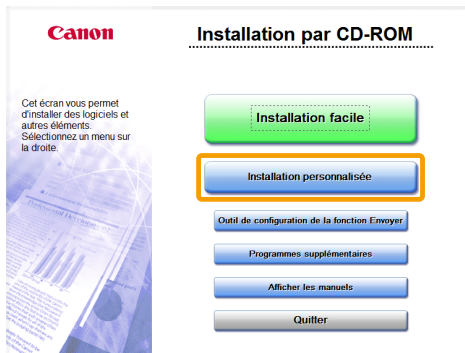 Canon
Installation par CD-ROM
Cet écran vous permet
d'installer des logiciels et
autres éléments.
Sélectionnez un menu sur
la droite.
Installation facile
Installation personnalisée
Outil de configuration de la fonction Envoyer
Programmes supplémentaires
Afficher les manuels
Quitter